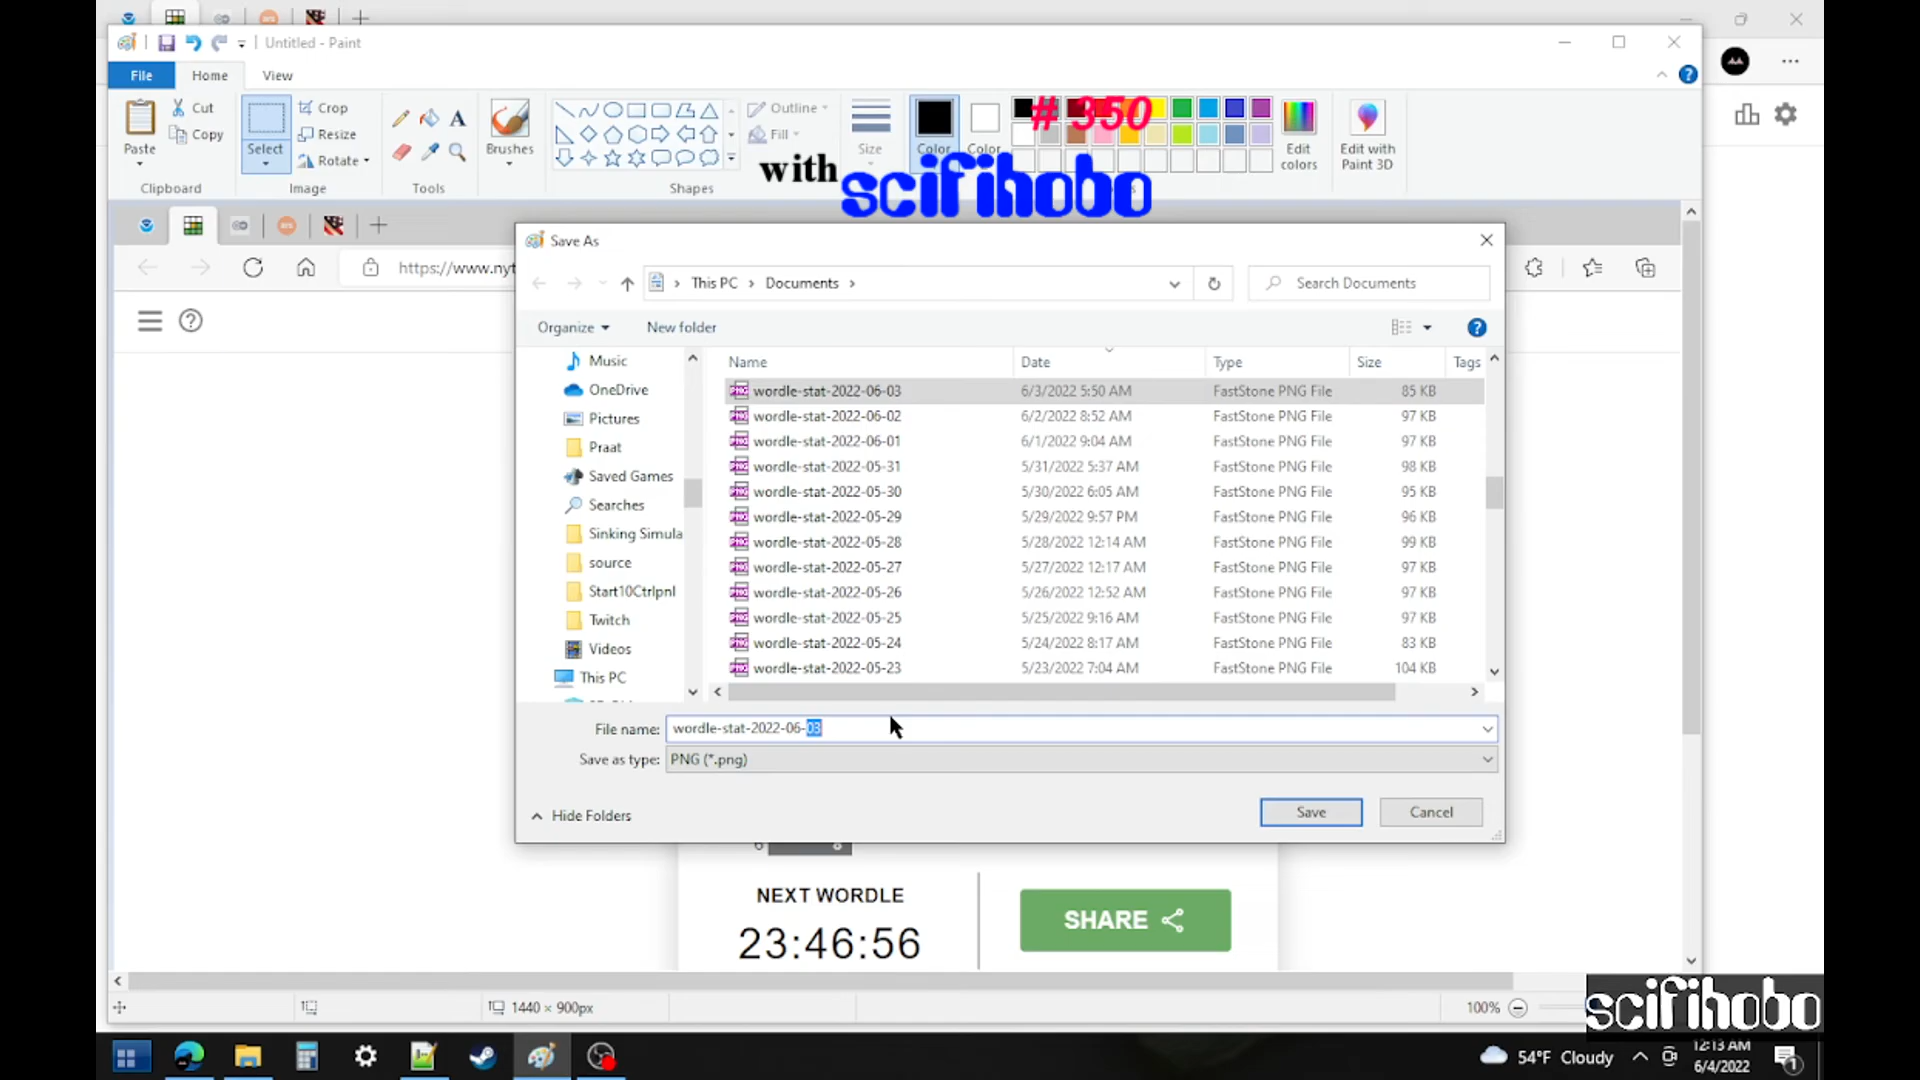 Untitled - Paint
File Home View
Paste Cut Copy Select Crop Resize Rotate Brushes Outline Fill Size Color Color Edit colors Edit with Paint 3D
Clipboard Image Tools Shapes
# 350
with scifihobo
https://www.nyt
Save As
This PC Documents Search Documents
Organize New folder
Name Date Type Size Tags
Music
OneDrive
Pictures
Praat
Saved Games
Searches
Sinking Simula
source
Start10Ctrlpnl
Twitch
Videos
This PC
wordle-stat-2022-06-03 6/3/2022 5:50 AM FastStone PNG File 85 KB
wordle-stat-2022-06-02 6/2/2022 8:52 AM FastStone PNG File 97 KB
wordle-stat-2022-06-01 6/1/2022 9:04 AM FastStone PNG File 97 KB
wordle-stat-2022-05-31 5/31/2022 5:37 AM FastStone PNG File 98 KB
wordle-stat-2022-05-30 5/30/2022 6:05 AM FastStone PNG File 95 KB
wordle-stat-2022-05-29 5/29/2022 9:57 PM FastStone PNG File 96 KB
wordle-stat-2022-05-28 5/28/2022 12:14 AM FastStone PNG File 99 KB
wordle-stat-2022-05-27 5/27/2022 12:17 AM FastStone PNG File 97 KB
wordle-stat-2022-05-26 5/26/2022 12:52 AM FastStone PNG File 97 KB
wordle-stat-2022-05-25 5/25/2022 9:16 AM FastStone PNG File 97 KB
wordle-stat-2022-05-24 5/24/2022 8:17 AM FastStone PNG File 83 KB
wordle-stat-2022-05-23 5/23/2022 7:04 AM FastStone PNG File 104 KB
File name: wordle-stat-2022-06-03
Save as type: PNG (*.png)
Hide Folders Save Cancel
NEXT WORDLE
23:46:56
SHARE
1440 × 900px 100%
scifihobo
54°F Cloudy
12:13 AM
6/4/2022
1